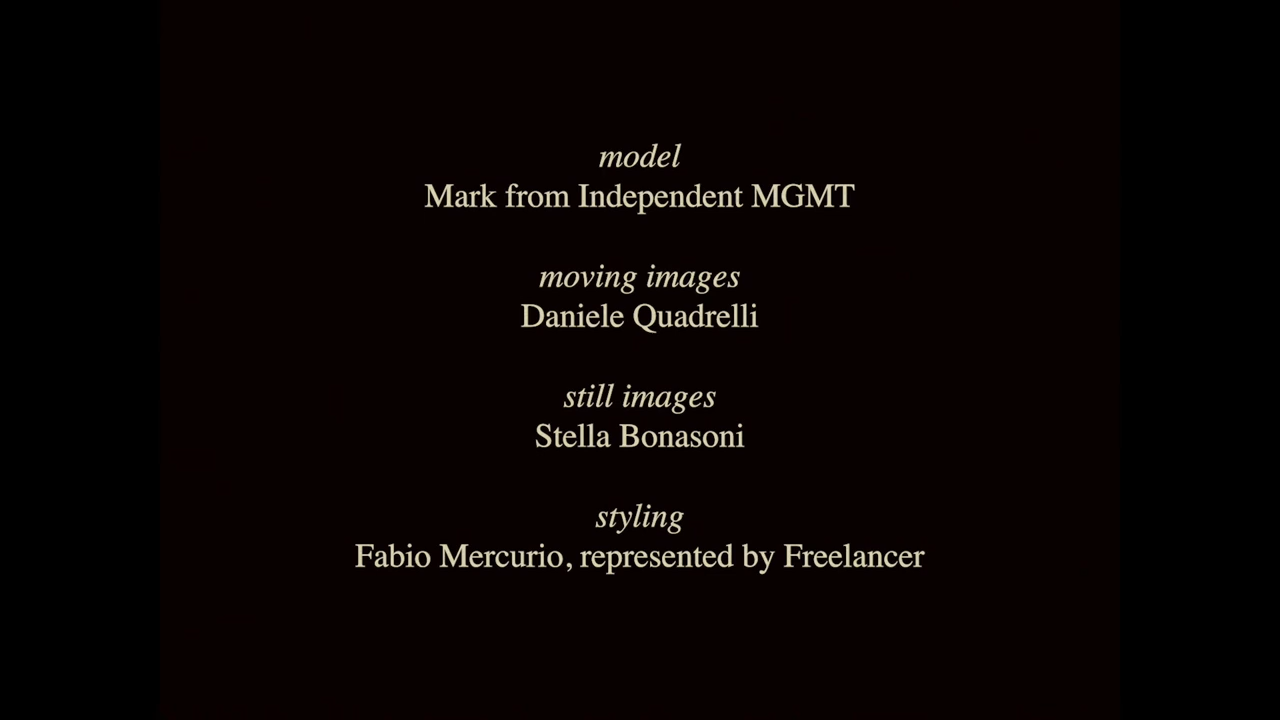 model
Mark from Independent MGMT
moving images
Daniele Quadrelli
still images
Stella Bonasoni
styling
Fabio Mercurio, represented by Freelancer